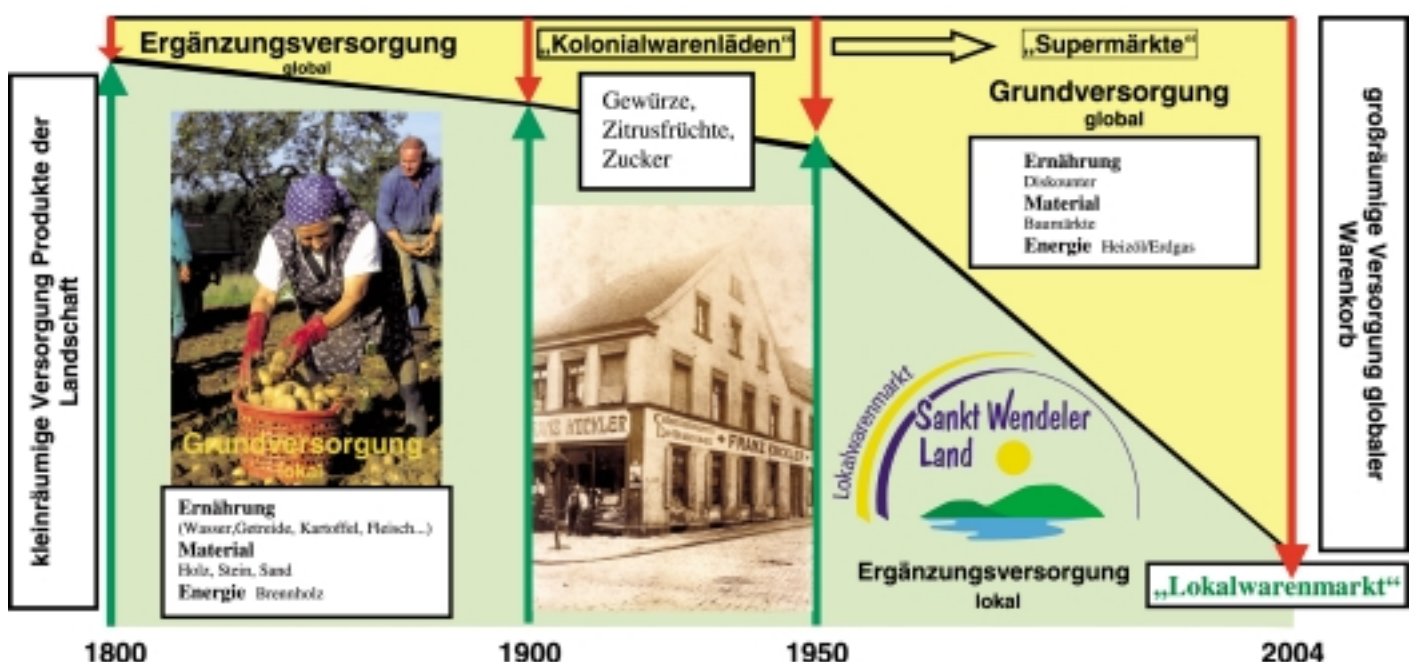 Ergänzungsversorgung
global
„Kolonialwarenläden“
„Supermärkte“
Gewürze,
Zitrusfrüchte,
Zucker
Grundversorgung
global
Ernährung
Diskounter
Material
Baumärkte
Energie Heizöl/Erdgas
kleinräumige Versorgung Produkte der
Landschaft
großräumige Versorgung globaler
Warenkorb
Grundversorgung
lokal
Ernährung
(Wasser,Getreide, Kartoffel, Fleisch...)
Material
Holz, Stein, Sand
Energie Brennholz
FRANZ
Lokalwarenmarkt
Sankt Wendeler
Land
Ergänzungsversorgung
lokal
„Lokalwarenmarkt“
1800
1900
1950
2004